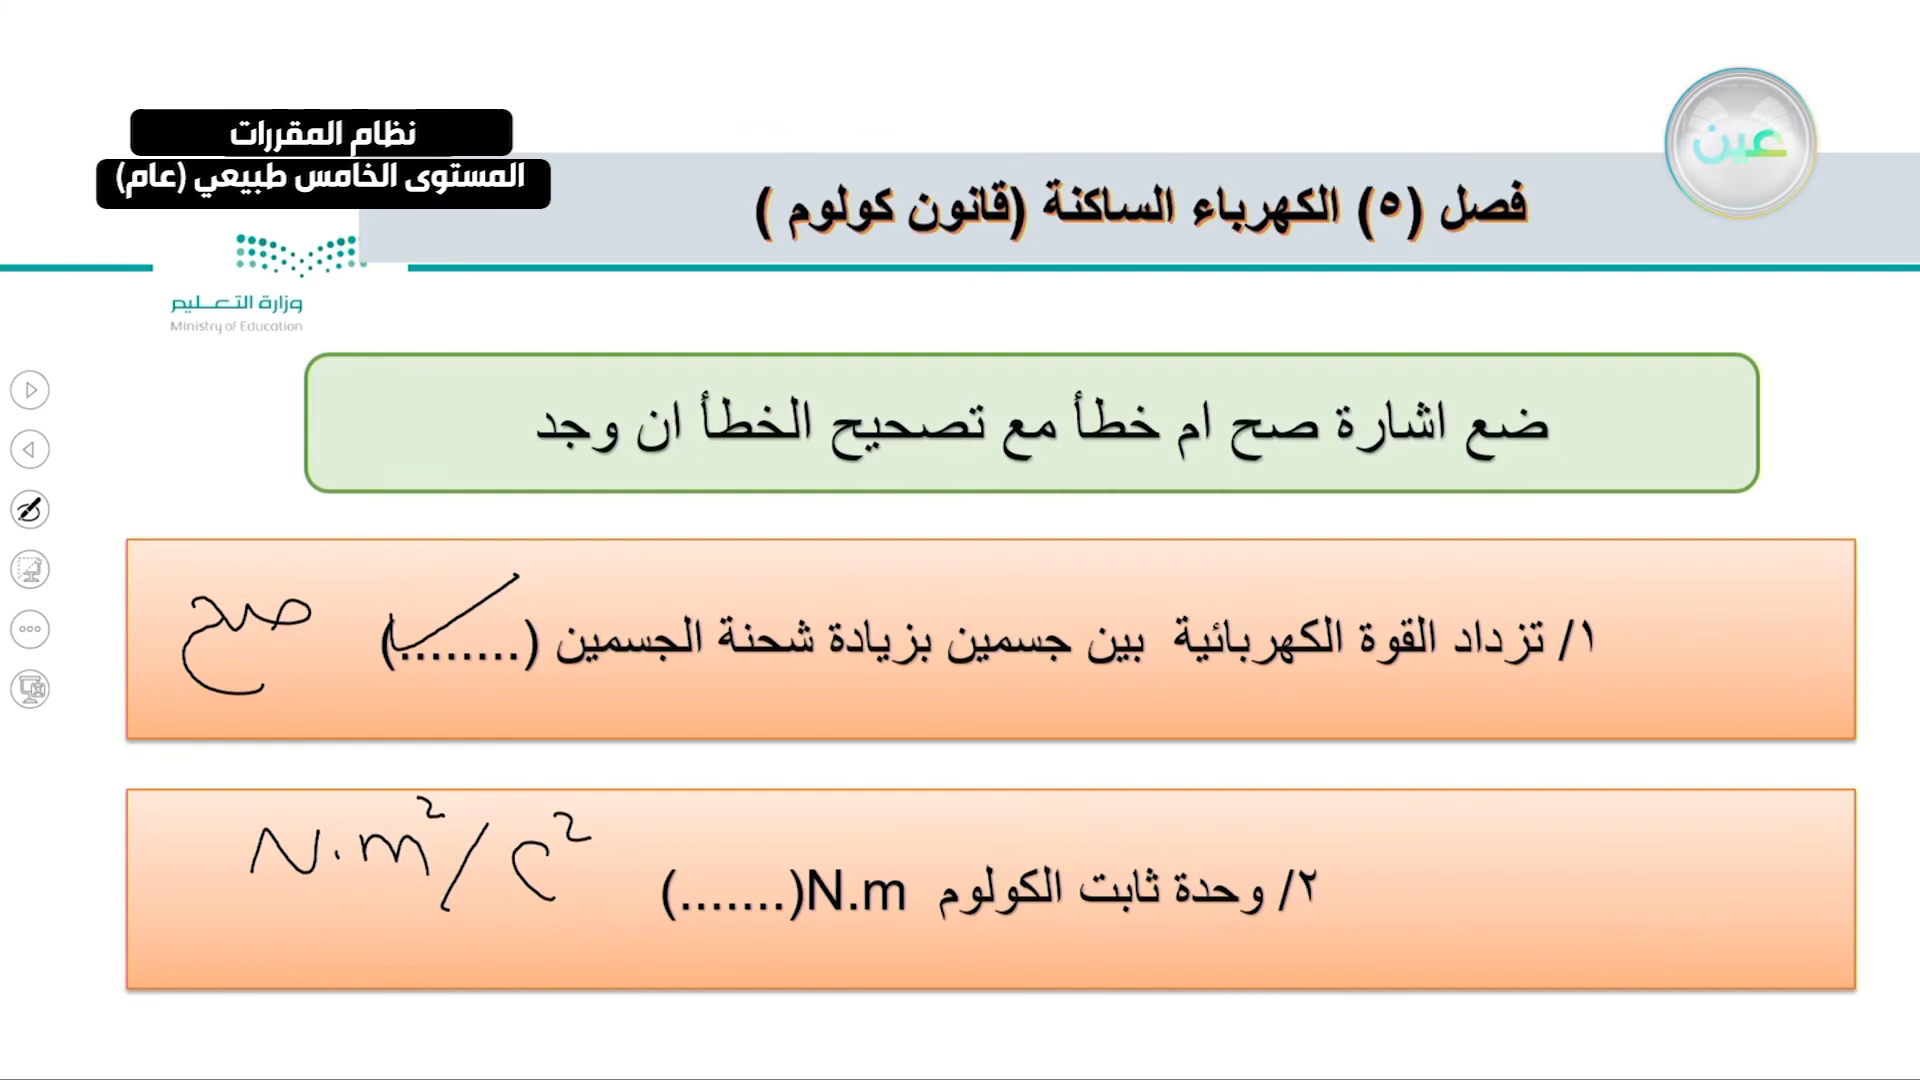 نظام المقررات
المستوى الخامس طبيعي (عام)
عين
فصل (٥) الكهرباء الساكنة (قانون كولوم )
وزارة التعـــليم
Ministry of Education
ضع اشارة صح ام خطأ مع تصحيح الخطأ ان وجد
١/ تزداد القوة الكهربائية بين جسمين بزيادة شحنة الجسمين (........) ✓ صح
٢/ وحدة ثابت الكولوم N.m(.......) N.m²/C²